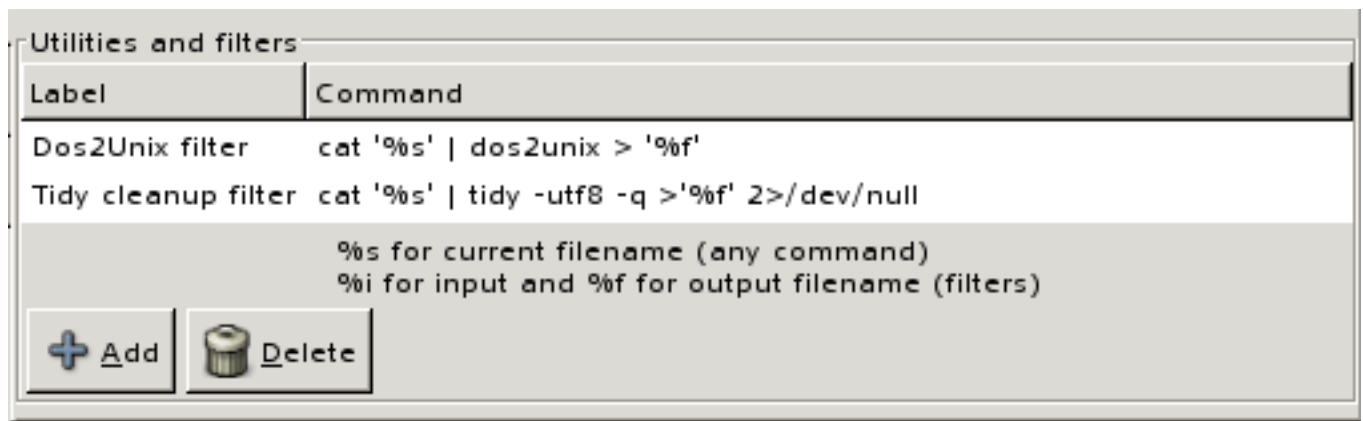 Utilities and filters
Label Command
Dos2Unix filter cat '%s' | dos2unix > '%f'
Tidy cleanup filter cat '%s' | tidy -utf8 -q >'%f' 2>/dev/null
%s for current filename (any command)
%i for input and %f for output filename (filters)
Add Delete